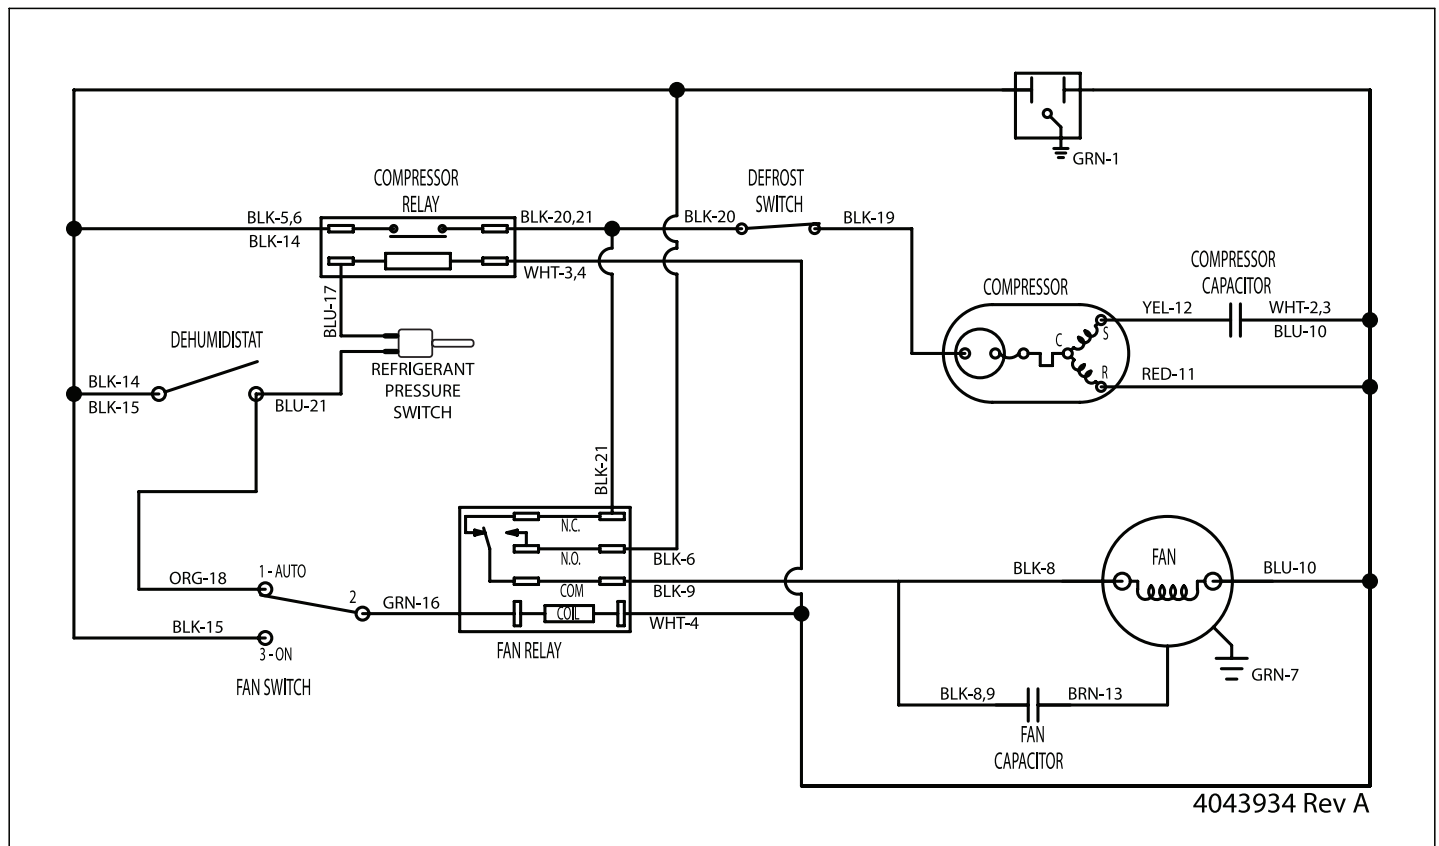 GRN-1
COMPRESSOR
RELAY
DEFROST
SWITCH
BLK-5,6
BLK-14
BLK-20,21
BLK-20
BLK-19
WHT-3,4
BLU-17
COMPRESSOR
CAPACITOR
COMPRESSOR
YEL-12
WHT-2,3
BLU-10
S
C
R
RED-11
DEHUMIDISTAT
REFRIGERANT
PRESSURE
SWITCH
BLK-14
BLK-15
BLU-21
BLK-21
N.C.
N.O.
BLK-6
COM
BLK-9
COIL
WHT-4
FAN RELAY
ORG-18
1 - AUTO
2
GRN-16
BLK-15
3 - ON
FAN SWITCH
BLK-8
FAN
BLU-10
GRN-7
BLK-8,9
BRN-13
FAN
CAPACITOR
4043934 Rev A